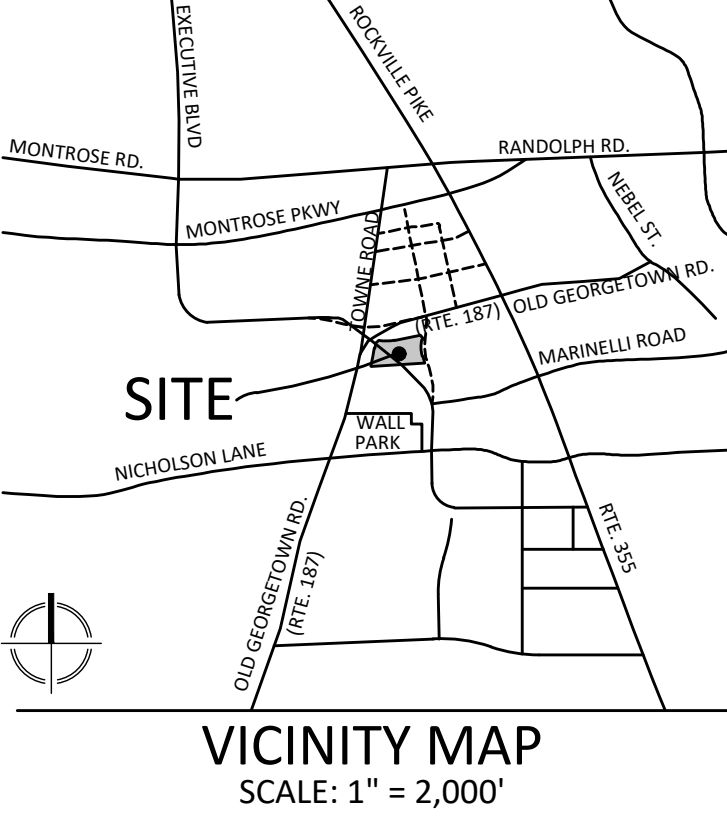 EXECUTIVE BLVD
ROCKVILLE PIKE
MONTROSE RD.
RANDOLPH RD.
NEBEL ST.
MONTROSE PKWY
TOWNE ROAD
OLD GEORGETOWN RD.
(RTE. 187)
MARINELLI ROAD
SITE
WALL
PARK
NICHOLSON LANE
OLD GEORGETOWN RD.
(RTE. 187)
RTE. 355
VICINITY MAP
SCALE: 1" = 2,000'